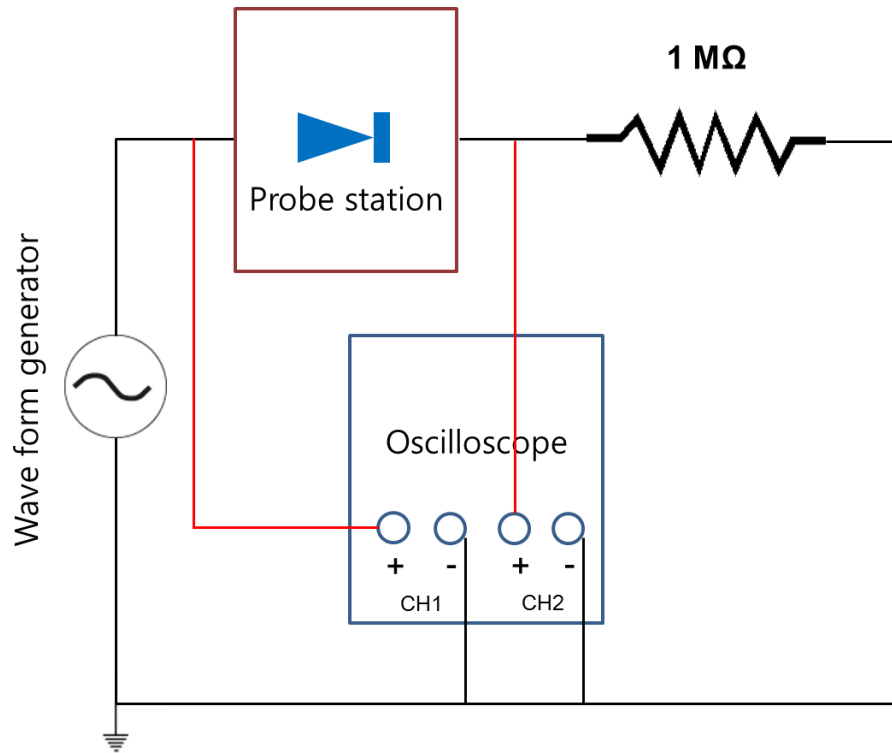 1 MΩ
Probe station
Wave form generator
Oscilloscope
+ - + -
CH1 CH2